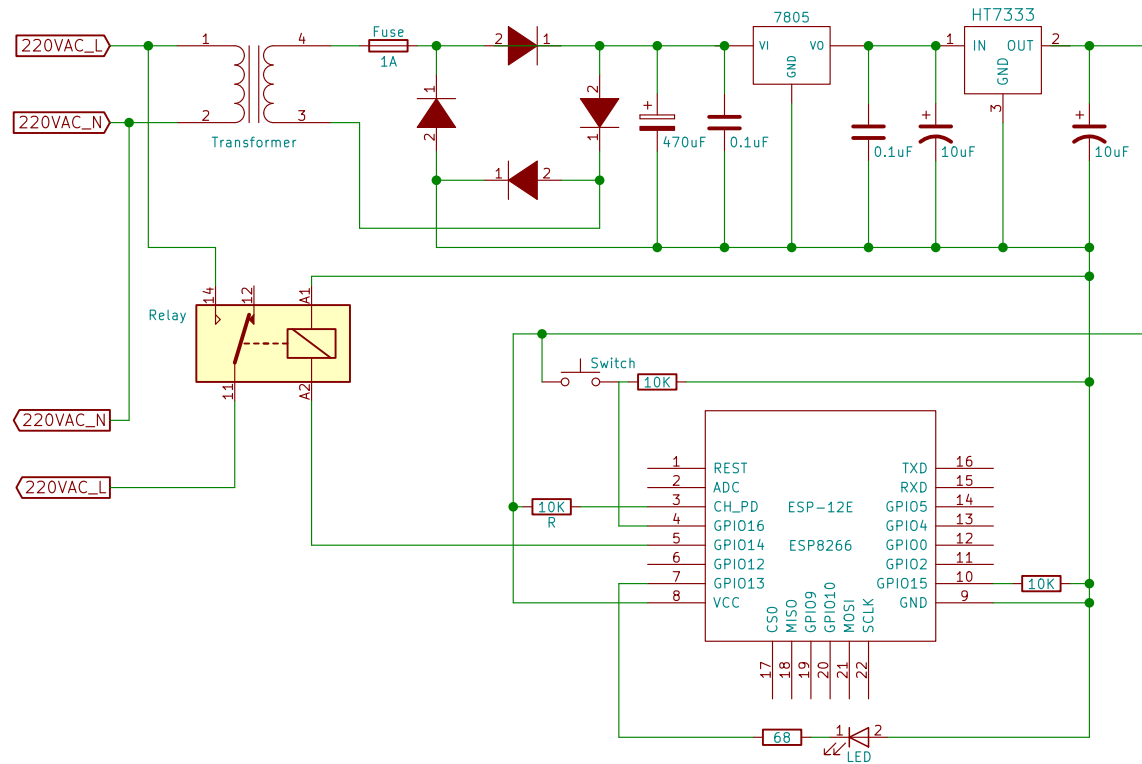 7805
HT7333
Fuse
220VAC_L
1
4
2
1
VI
VO
1
IN
OUT
2
1A
GND
GND
1
2
+
3
+
+
220VAC_N
2
3
2
1
470uF
0.1uF
0.1uF
10uF
10uF
Transformer
1
2
14
12
A1
Relay
Switch
10K
11
A2
220VAC_N
1
REST
TXD
16
220VAC_L
2
ADC
RXD
15
10K
3
CH_PD
ESP-12E
GPIO5
14
R
4
GPIO16
GPIO4
13
5
GPIO14
ESP8266
GPIO0
12
6
GPIO12
GPIO2
11
7
GPIO13
GPIO15
10
10K
8
VCC
GND
9
CS0
MISO
GPIO9
GPIO10
MOSI
SCLK
17
18
19
20
21
22
68
1
2
LED